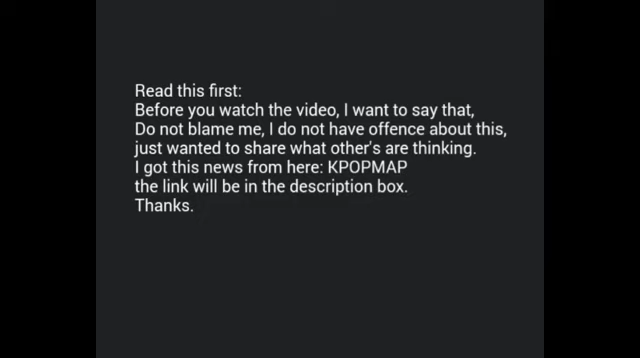 Read this first:
Before you watch the video, I want to say that,
Do not blame me, I do not have offence about this,
just wanted to share what other's are thinking.
I got this news from here: KPOPMAP
the link will be in the description box.
Thanks.